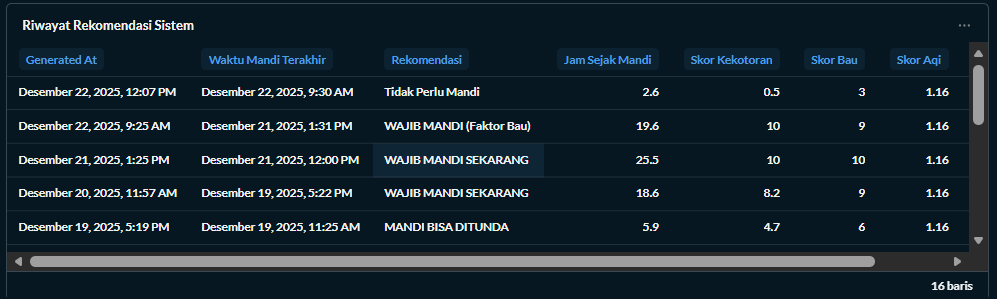 Riwayat Rekomendasi Sistem
Generated At Waktu Mandi Terakhir Rekomendasi Jam Sejak Mandi Skor Kekotoran Skor Bau Skor Aqi
Desember 22, 2025, 12:07 PM Desember 22, 2025, 9:30 AM Tidak Perlu Mandi 2.6 0.5 3 1.16
Desember 22, 2025, 9:25 AM Desember 21, 2025, 1:31 PM WAJIB MANDI (Faktor Bau) 19.6 10 9 1.16
Desember 21, 2025, 1:25 PM Desember 21, 2025, 12:00 PM WAJIB MANDI SEKARANG 25.5 10 10 1.16
Desember 20, 2025, 11:57 AM Desember 19, 2025, 5:22 PM WAJIB MANDI SEKARANG 18.6 8.2 9 1.16
Desember 19, 2025, 5:19 PM Desember 19, 2025, 11:25 AM MANDI BISA DITUNDA 5.9 4.7 6 1.16
16 baris